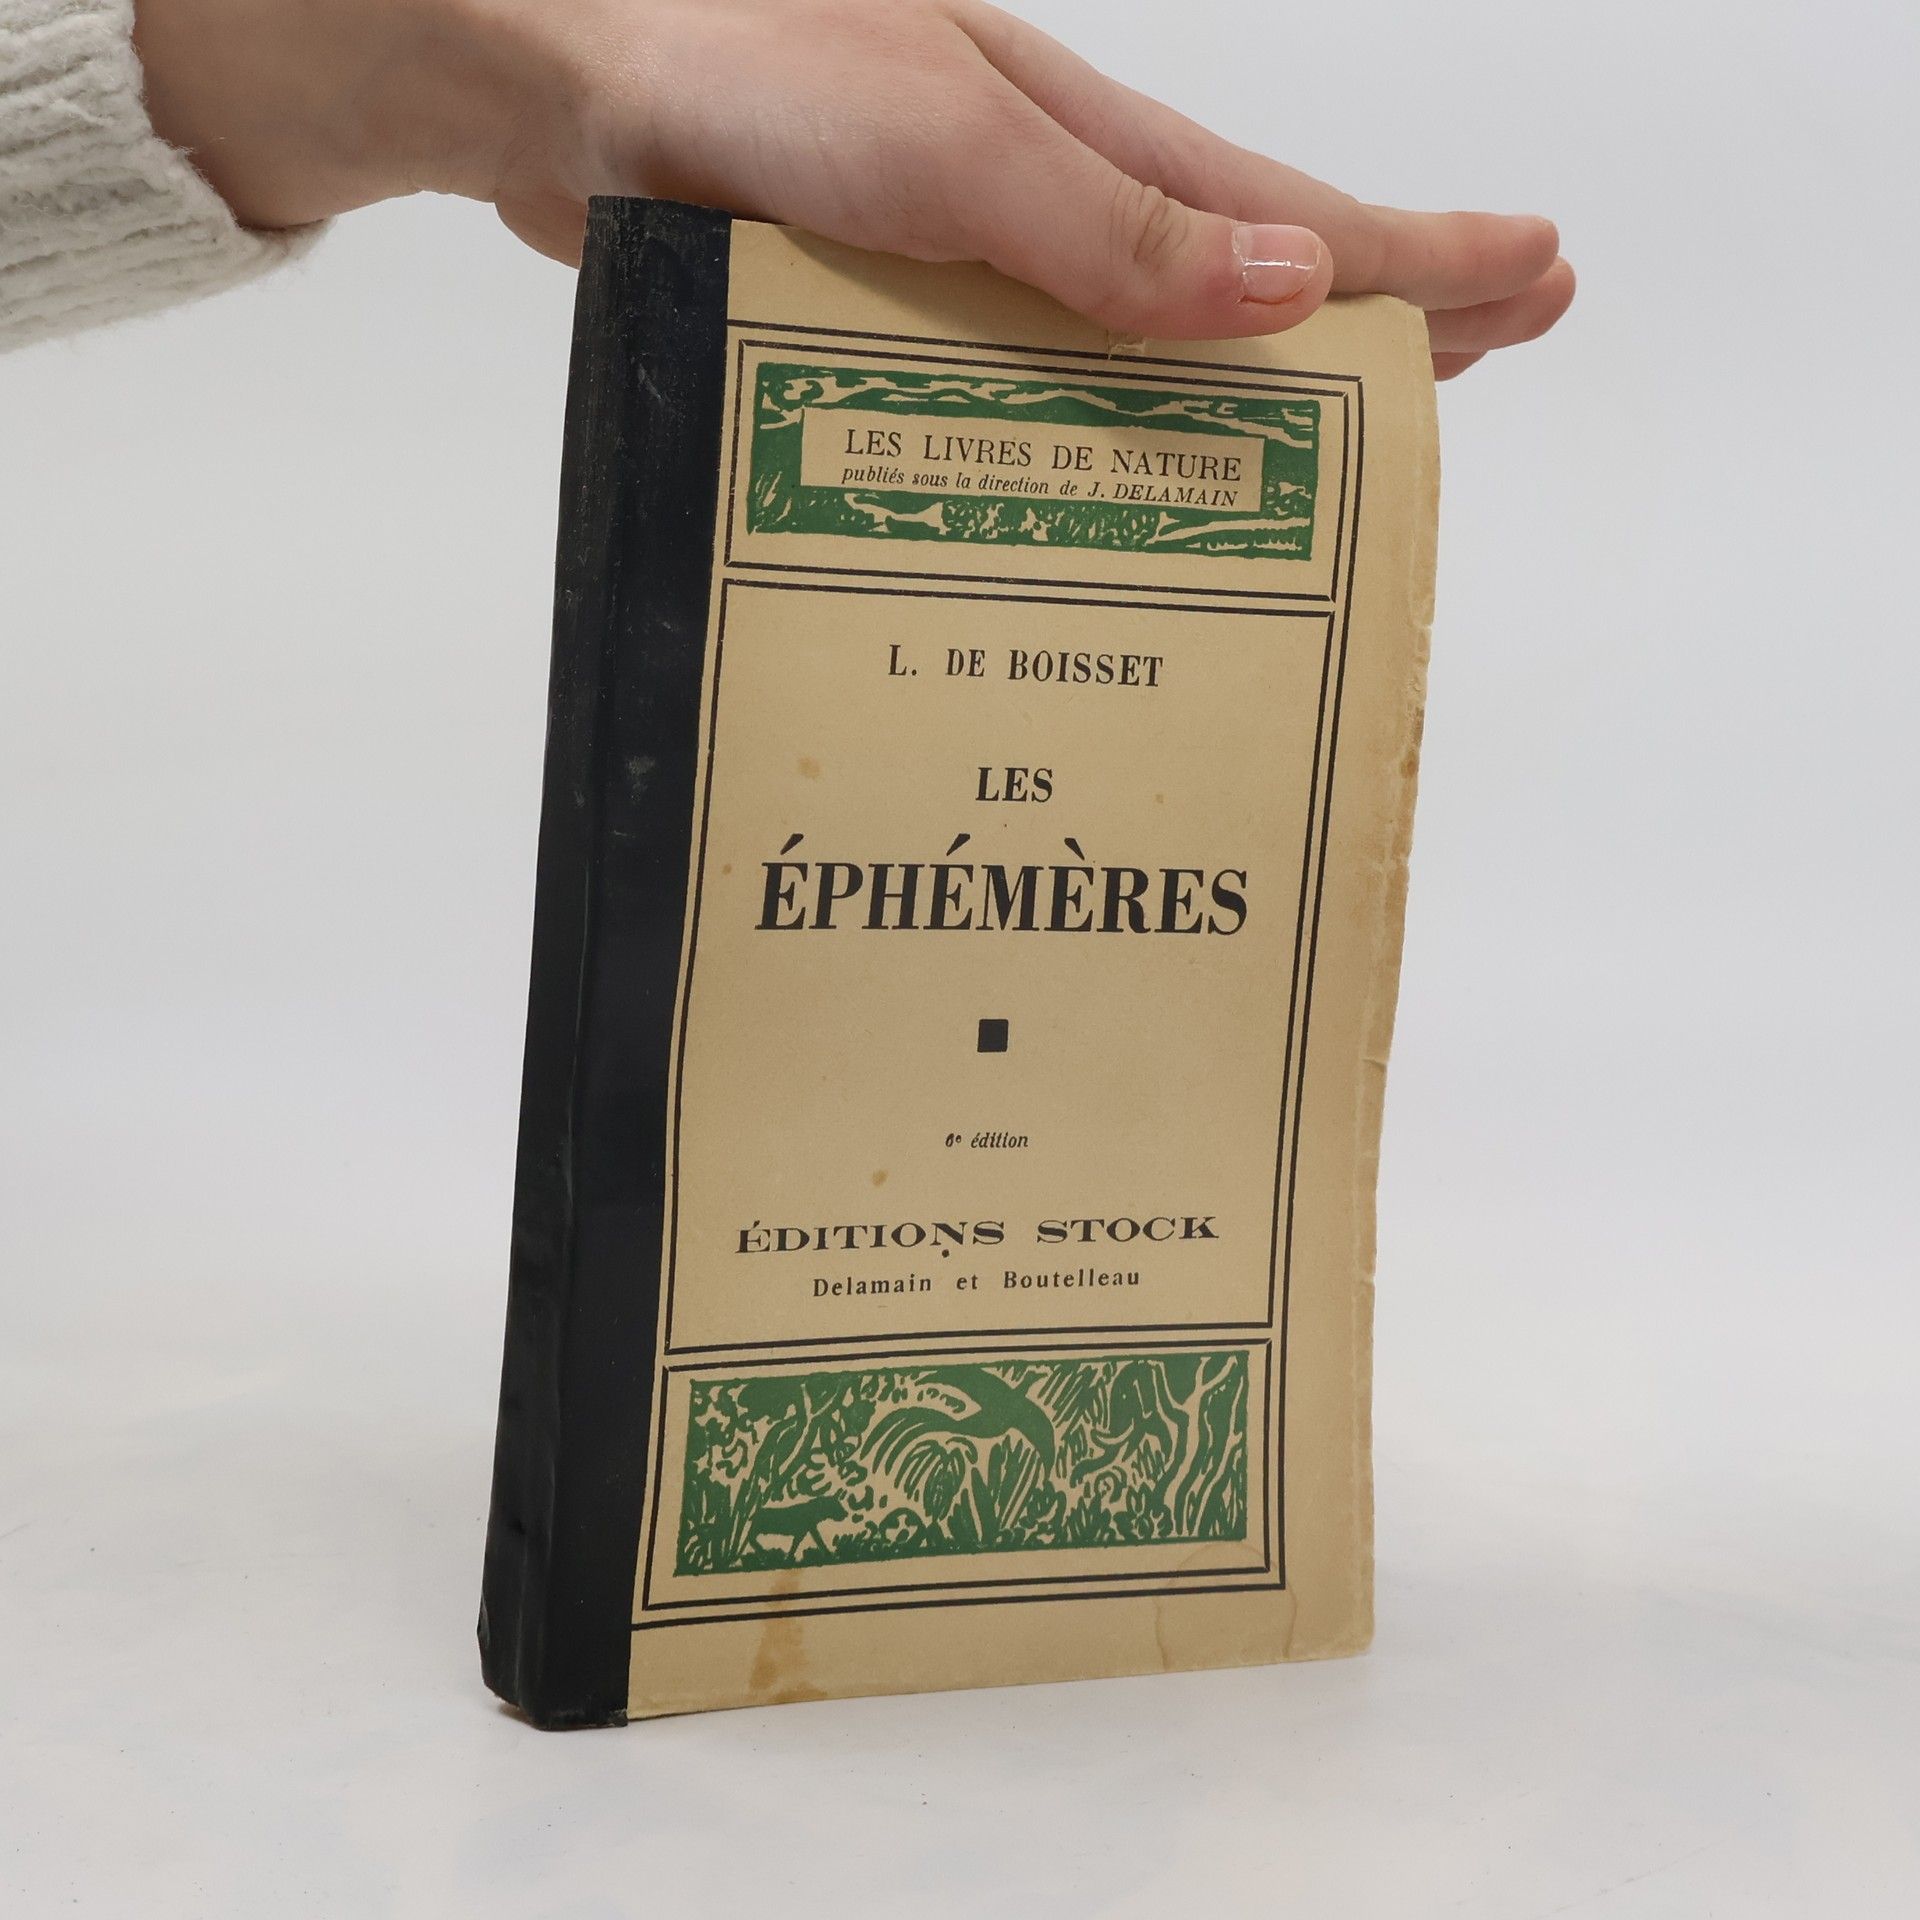 LES LIVRES DE NATURE
publiés sous la direction de J. DELAMAIN
L. DE BOISSET
LES
ÉPHÉMÈRES
6e édition
ÉDITIONS STOCK
Delamain et Boutelleau